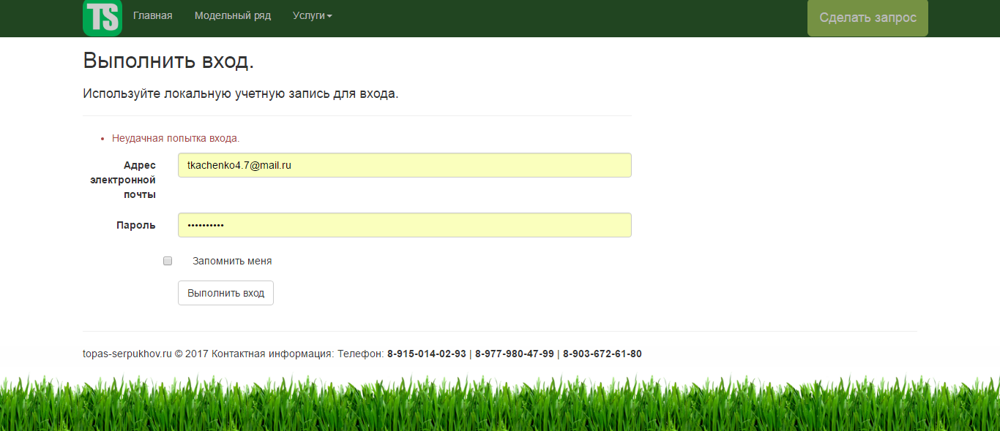 TS Главная Модельный ряд Услуги Сделать запрос
Выполнить вход.
Используйте локальную учетную запись для входа.
Неудачная попытка входа.
Адрес
электронной
почты
tkachenko4.7@mail.ru
Пароль ••••••••••
Запомнить меня
Выполнить вход
topas-serpukhov.ru © 2017 Контактная информация: Телефон: 8-915-014-02-93 | 8-977-980-47-99 | 8-903-672-61-80